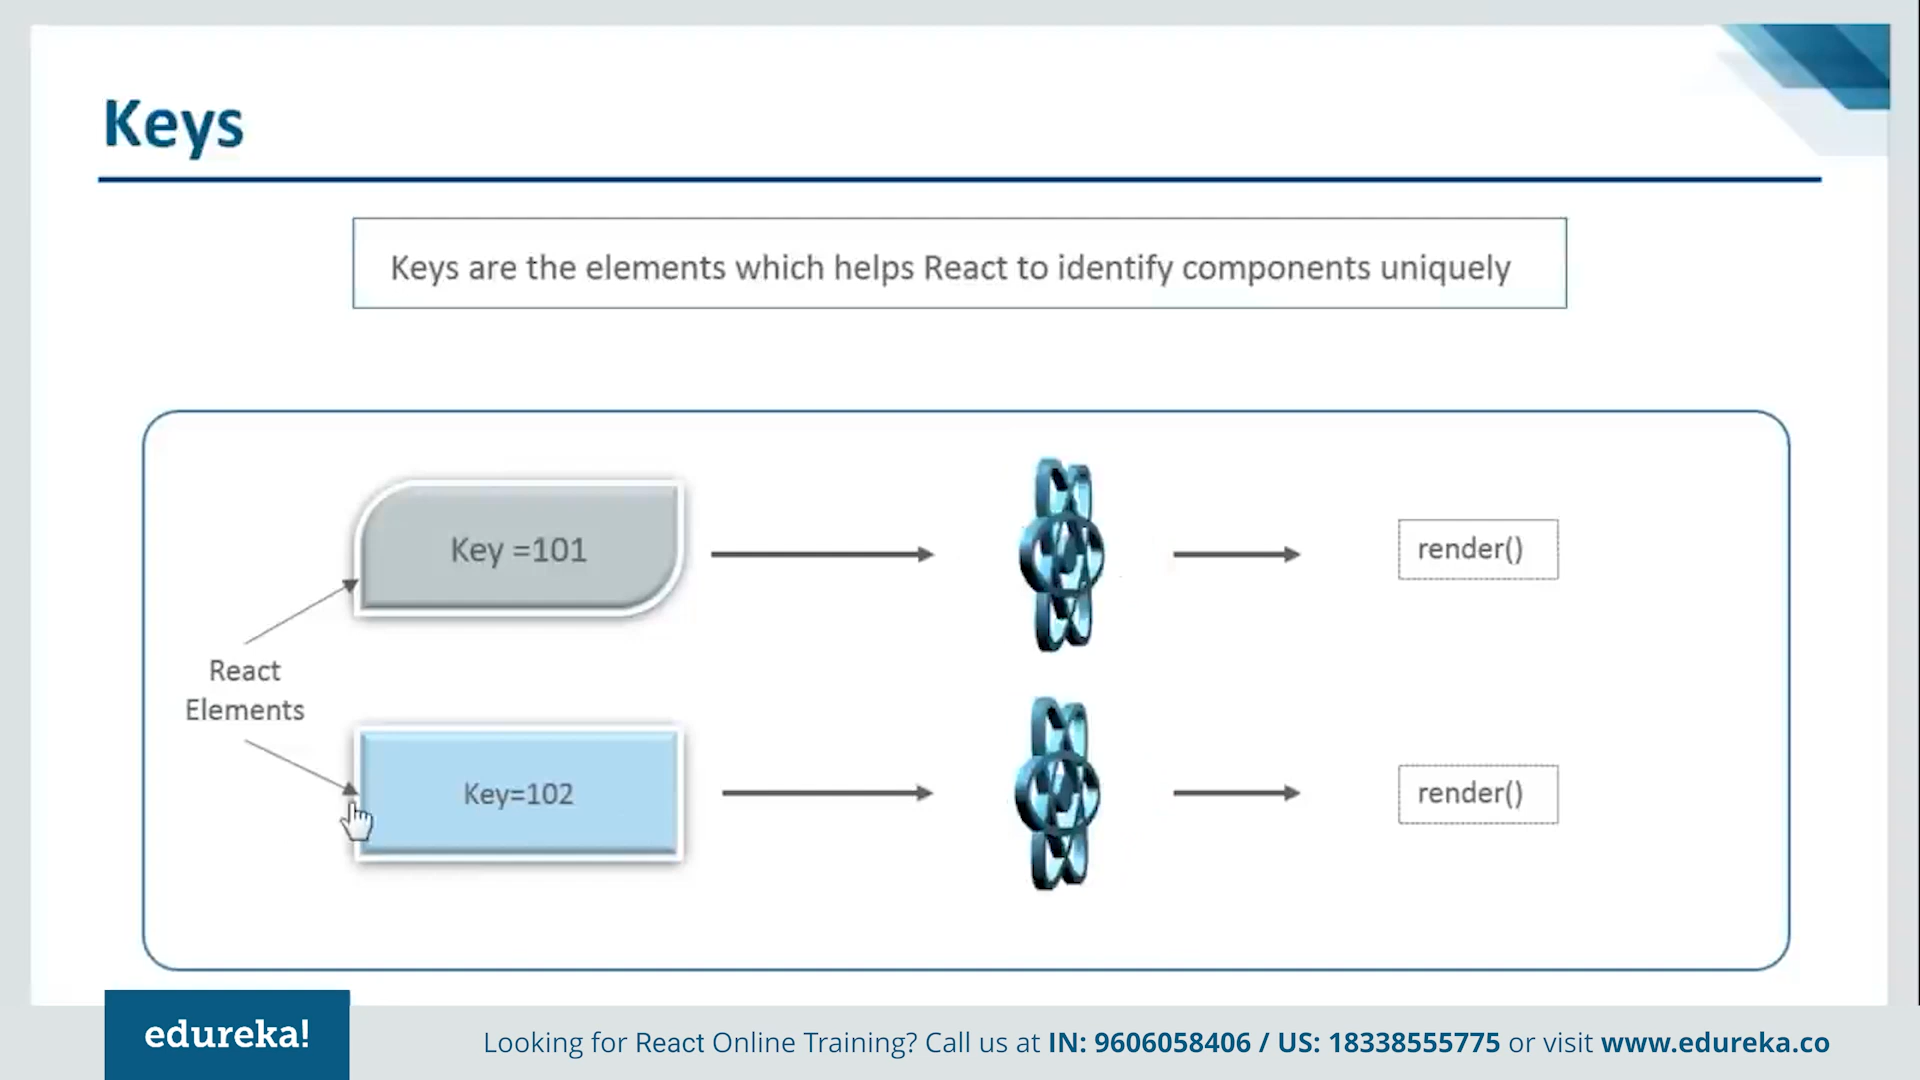 Keys
Keys are the elements which helps React to identify components uniquely
Key =101
render()
React
Elements
Key=102
render()
edureka!
Looking for React Online Training? Call us at IN: 9606058406 / US: 18338555775 or visit www.edureka.co